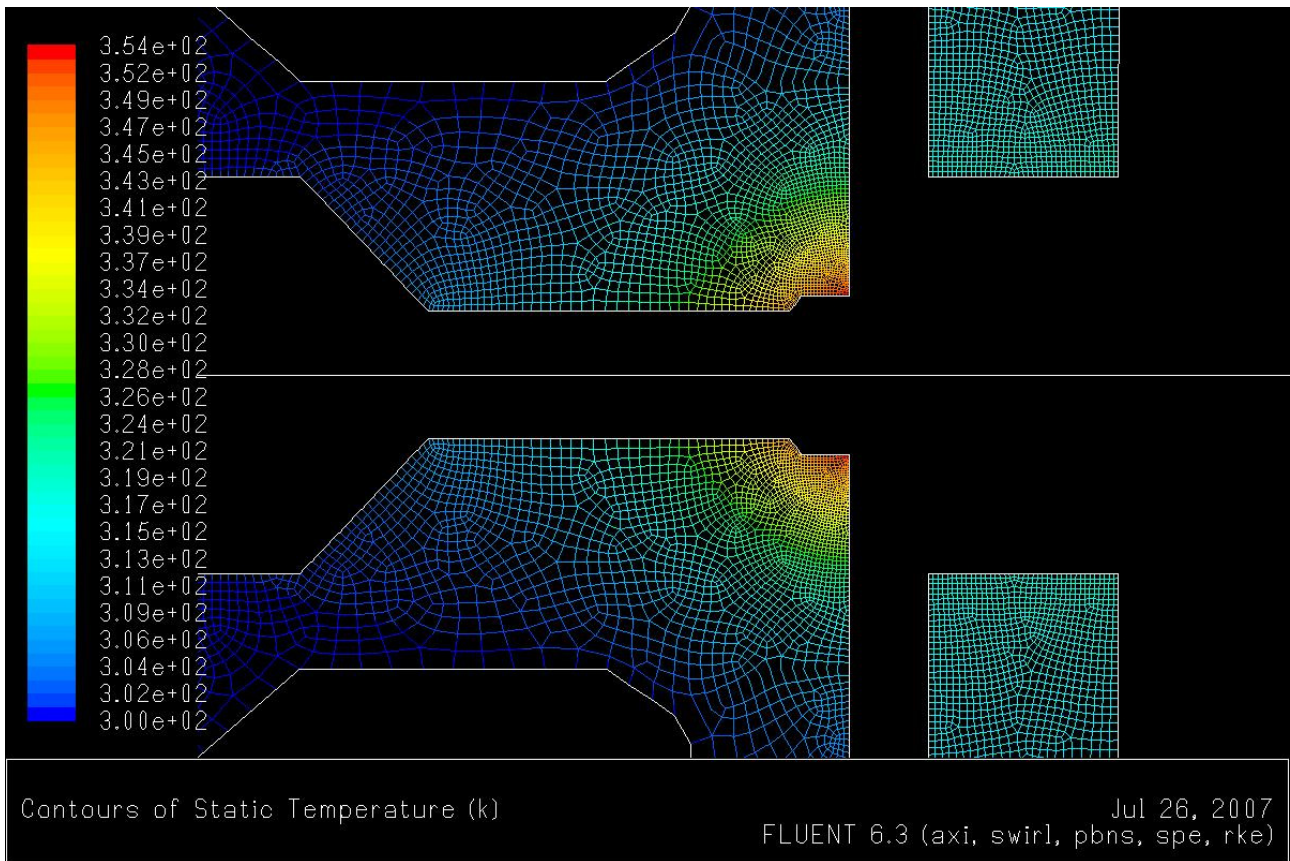 3.54e+02
3.52e+02
3.49e+02
3.47e+02
3.45e+02
3.43e+02
3.41e+02
3.39e+02
3.37e+02
3.34e+02
3.32e+02
3.30e+02
3.28e+02
3.26e+02
3.24e+02
3.21e+02
3.19e+02
3.17e+02
3.15e+02
3.13e+02
3.11e+02
3.09e+02
3.06e+02
3.04e+02
3.02e+02
3.00e+02
Contours of Static Temperature (k)
Jul 26, 2007
FLUENT 6.3 (axi, swirl, pbns, spe, rke)